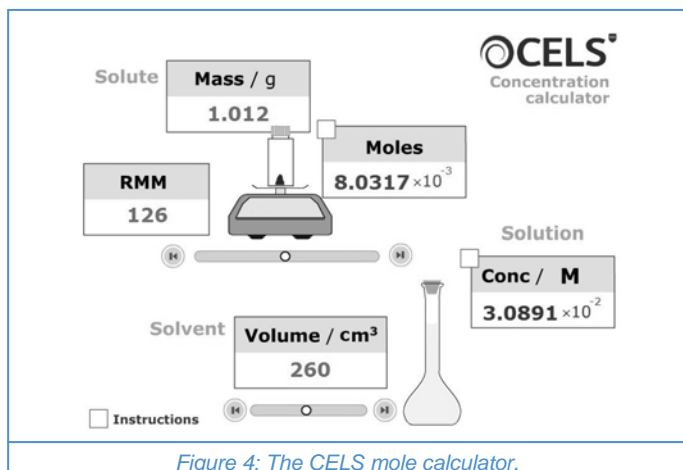 CELS
Concentration
calculator
Solute
Mass / g
1.012
Moles
8.0317 ×10⁻³
RMM
126
Solution
Conc / M
3.0891 ×10⁻²
Solvent
Volume / cm³
260
Instructions
Figure 4: The CELS mole calculator.